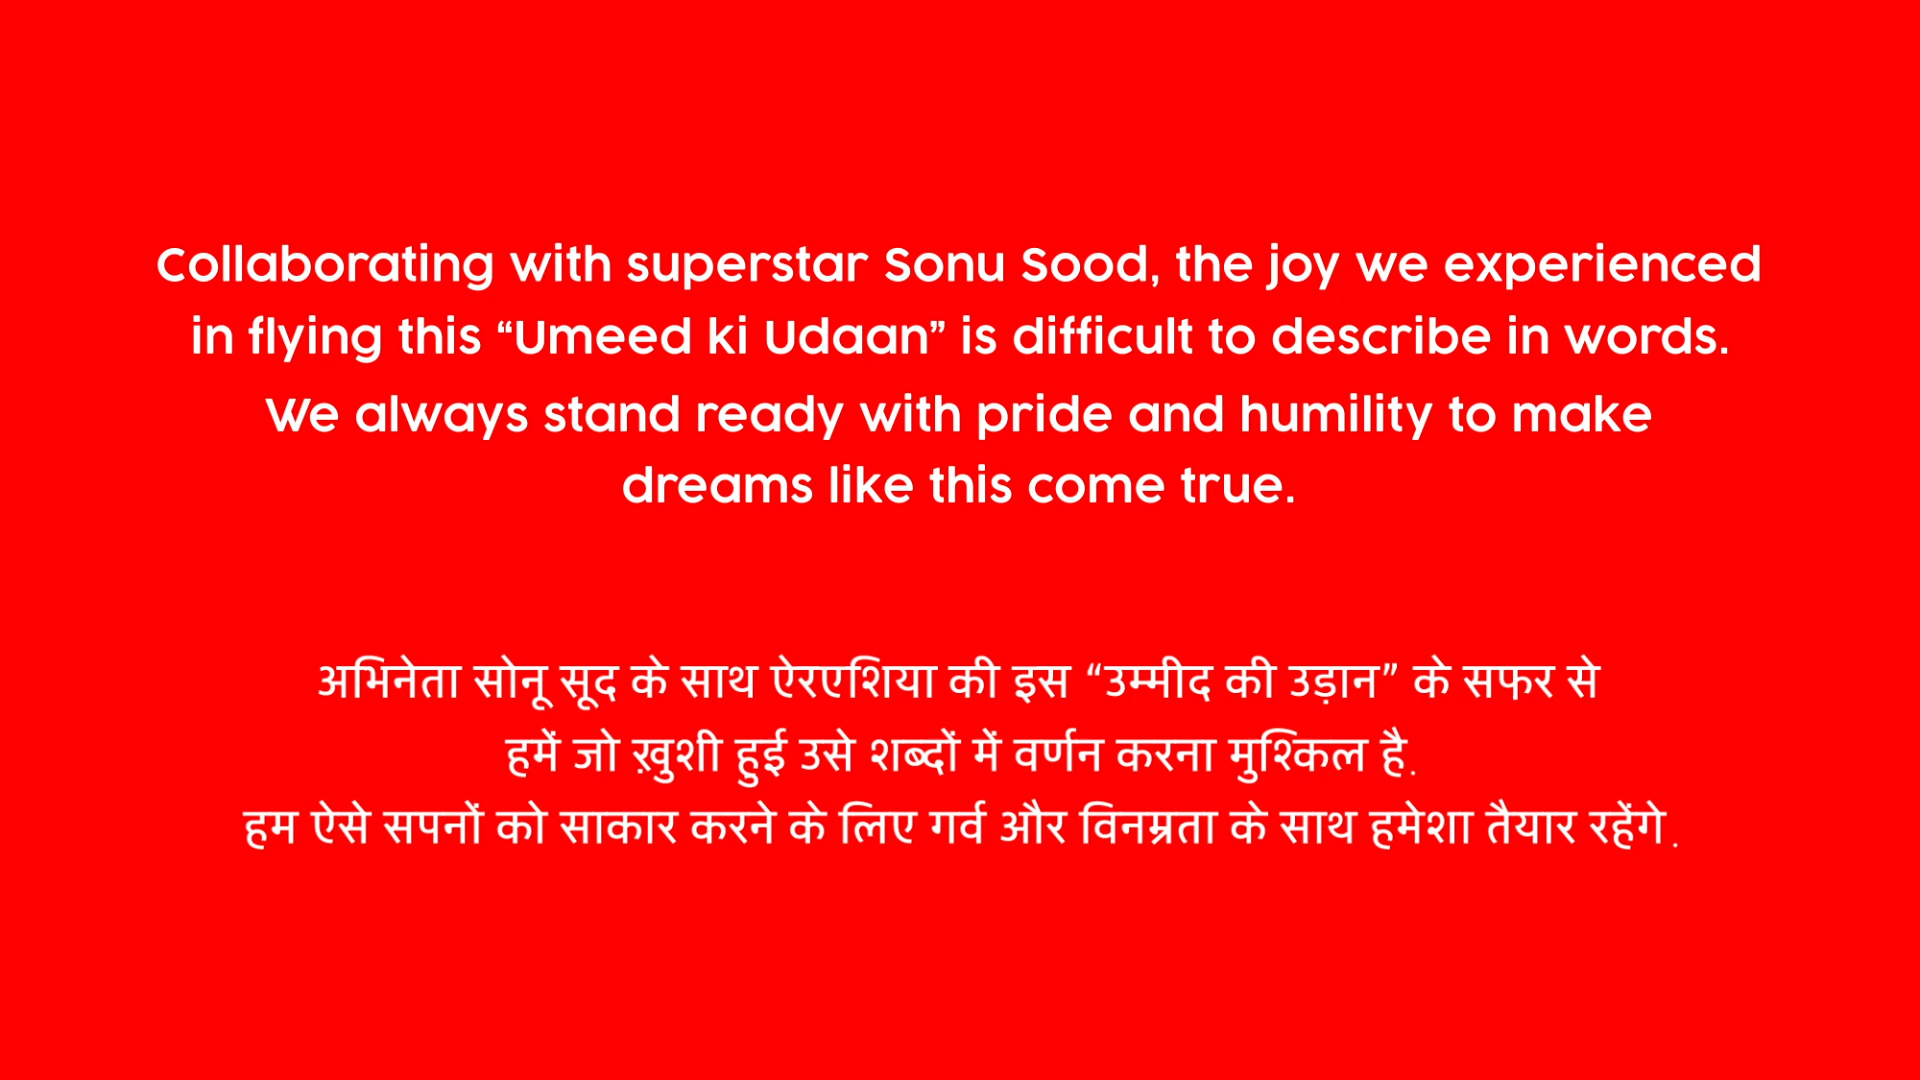 Collaborating with superstar Sonu Sood, the joy we experienced
in flying this “Umeed ki Udaan” is difficult to describe in words.
We always stand ready with pride and humility to make
dreams like this come true.
अभिनेता सोनू सूद के साथ ऐरएशिया की इस “उम्मीद की उड़ान” के सफर से
हमें जो ख़ुशी हुई उसे शब्दों में वर्णन करना मुश्किल है.
हम ऐसे सपनों को साकार करने के लिए गर्व और विनम्रता के साथ हमेशा तैयार रहेंगे.